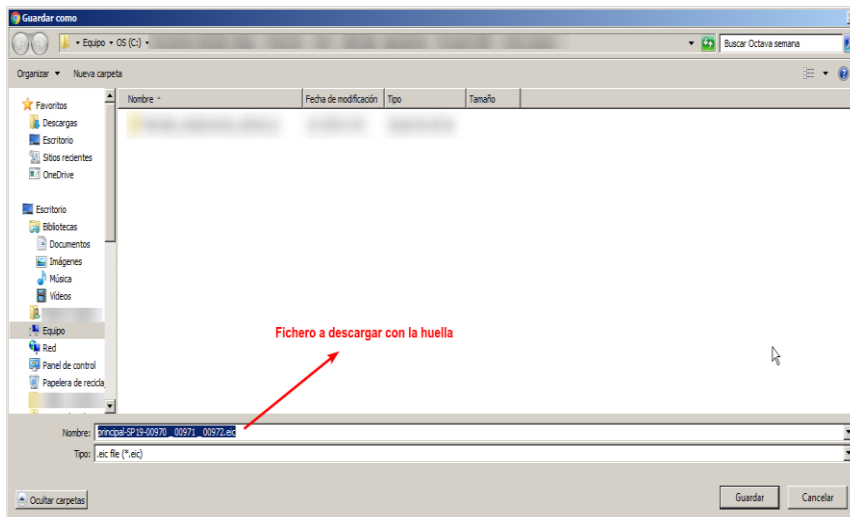 Guardar como
Equipo OS (C:)
Buscar Octava semana
Organizar Nueva carpeta
Nombre Fecha de modificación Tipo Tamaño
Favoritos
Descargas
Escritorio
Sitios recientes
OneDrive
Escritorio
Bibliotecas
Documentos
Imágenes
Música
Vídeos
Equipo
Red
Panel de control
Papelera de recicla
Fichero a descargar con la huella
Nombre: principal-SP19-00970 _00971 _00972.eic
Tipo: .eic file (*.eic)
Ocultar carpetas
Guardar Cancelar